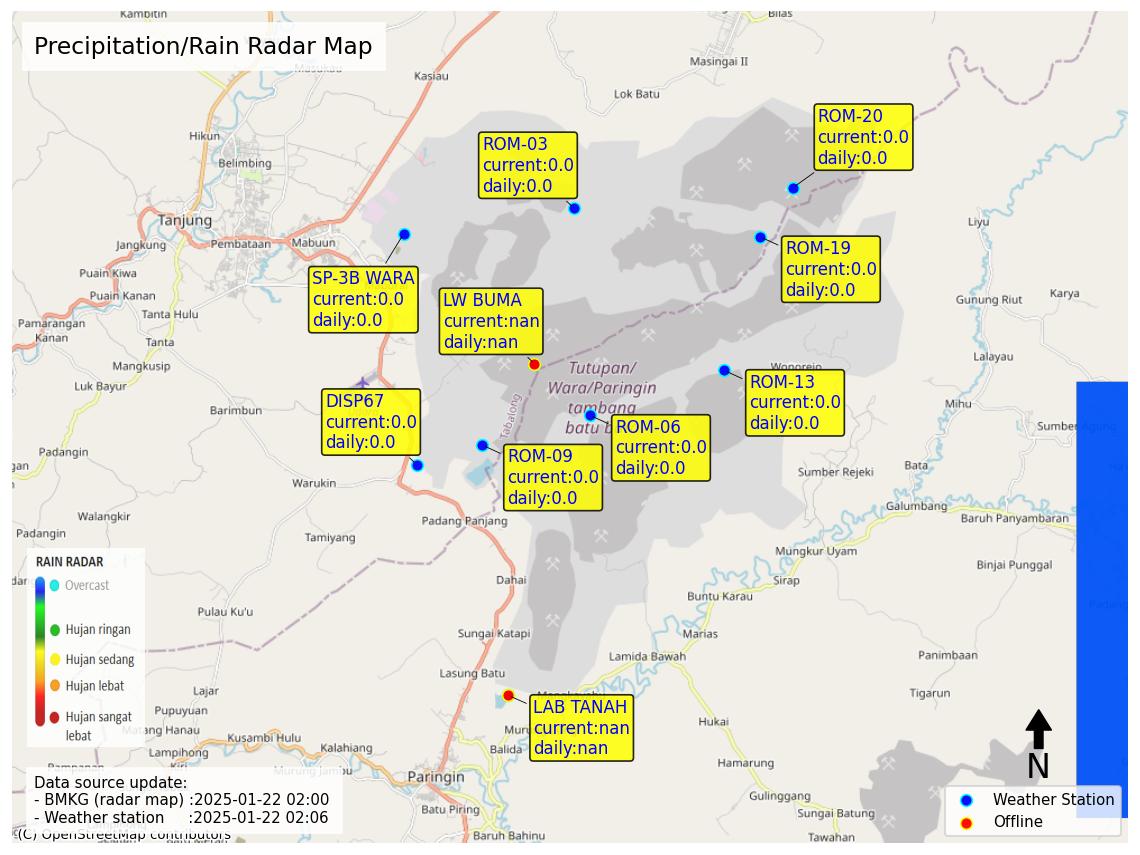 Kambitin
Bilas
Precipitation/Rain Radar Map
Masukau
Kasiau
Masingai II
Lok Batu
ROM-20
current:0.0
daily:0.0
Hikun
ROM-03
current:0.0
daily:0.0
Belimbing
Tanjung
Liyu
Jangkung
Pembataan
Mabuun
ROM-19
current:0.0
daily:0.0
Puain Kiwa
SP-3B WARA
current:0.0
daily:0.0
Puain Kanan
LW BUMA
current:nan
daily:nan
Gunung Riut
Karya
Tanta Hulu
Pamarangan
Kanan
Tanta
Lalayau
Mangkusip
Tutupan/
Wara/Paringin
tambang
batu b
Wonorejo
ROM-13
current:0.0
daily:0.0
Luk Bayur
DISP67
current:0.0
daily:0.0
Barimbun
Tabalong
Mihu
ROM-06
current:0.0
daily:0.0
Sumber Agung
ROM-09
current:0.0
daily:0.0
Bata
Sumber Rejeki
Warukin
Galumbang
Walangkir
Padang Panjang
Baruh Panyambaran
Padangin
Tamiyang
Mungkur Uyam
Binjai Punggal
RAIN RADAR
Overcast
Hujan ringan
Hujan sedang
Hujan lebat
Hujan sangat
lebat
Dahai
Sirap
Buntu Karau
Pulau Ku'u
Sungai Katapi
Marias
Lamida Bawah
Panimbaan
Lasung Batu
Lajar
Tigarun
LAB TANAH
current:nan
daily:nan
Pupuyuan
Hukai
Matang Hanau
Kusambi Hulu
Kalahiang
Balida
Lampihong
Hamarung
N
Murung Jambu
Paringin
Data source update:
- BMKG (radar map) :2025-01-22 02:00
- Weather station :2025-01-22 02:06
Gulinggang
Weather Station
Offline
Batu Piring
Sungai Batung
(C) OpenStreetMap contributors
Baruh Bahinu
Tawahan